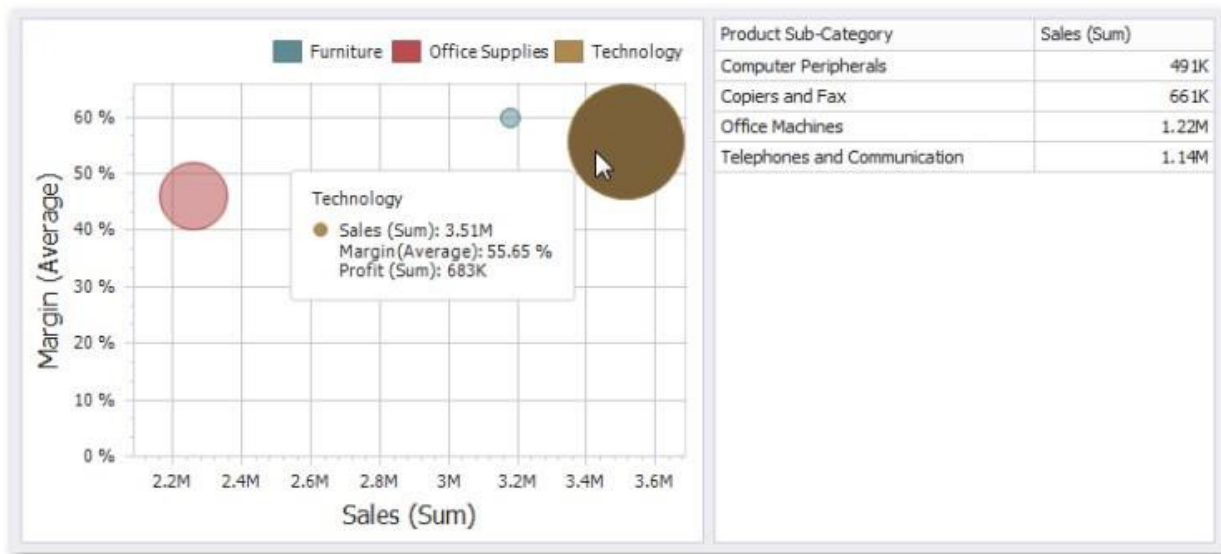 Furniture Office Supplies Technology
60 %
50 %
40 %
30 %
20 %
10 %
0 %
Margin (Average)
Technology
Sales (Sum): 3.51M
Margin(Average): 55.65 %
Profit (Sum): 683K
2.2M 2.4M 2.6M 2.8M 3M 3.2M 3.4M 3.6M
Sales (Sum)
Product Sub-Category Sales (Sum)
Computer Peripherals 491K
Copiers and Fax 661K
Office Machines 1.22M
Telephones and Communication 1.14M